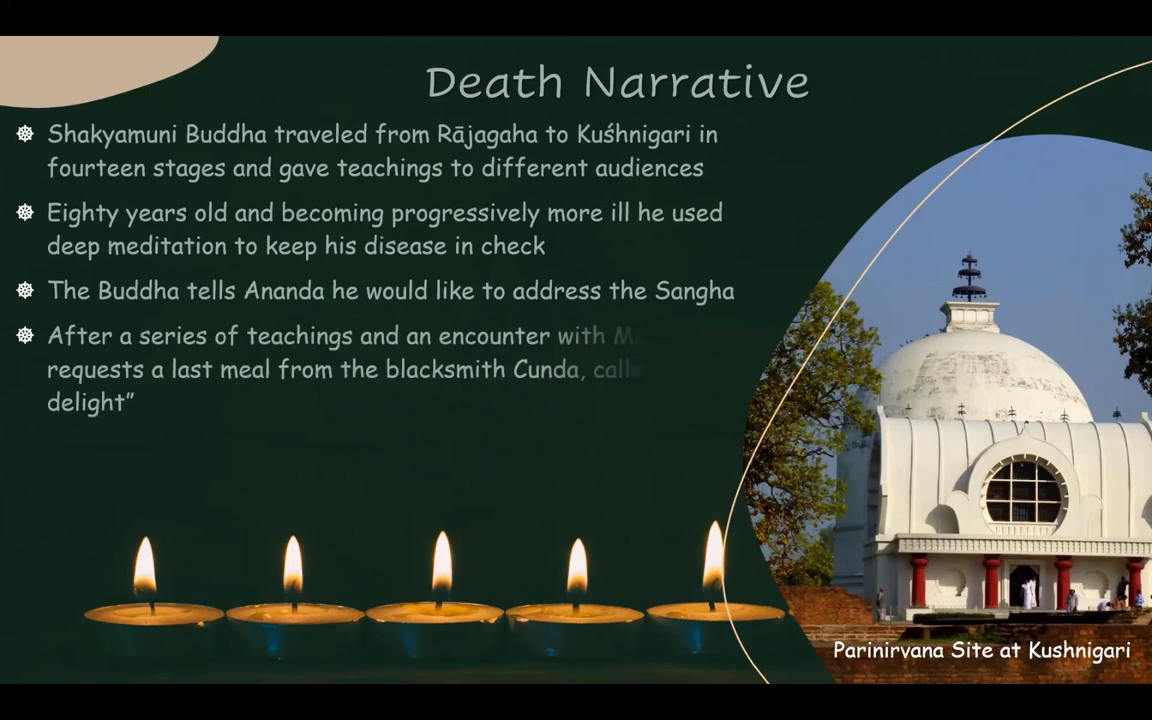 Death Narrative
Shakyamuni Buddha traveled from Rājagaha to Kuśhnigari in
fourteen stages and gave teachings to different audiences
Eighty years old and becoming progressively more ill he used
deep meditation to keep his disease in check
The Buddha tells Ananda he would like to address the Sangha
After a series of teachings and an encounter with
requests a last meal from the blacksmith Cunda,
delight”
Parinirvana Site at Kushnigari